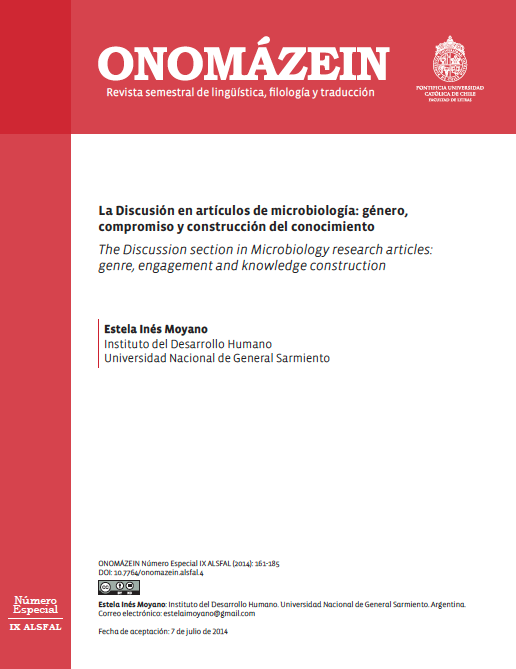 ONOMÁZEIN
Revista semestral de lingüística, filología y traducción
PONTIFICIA UNIVERSIDAD
CATÓLICA DE CHILE
FACULTAD DE LETRAS
La Discusión en artículos de microbiología: género,
compromiso y construcción del conocimiento
The Discussion section in Microbiology research articles:
genre, engagement and knowledge construction
Estela Inés Moyano
Instituto del Desarrollo Humano
Universidad Nacional de General Sarmiento
ONOMÁZEIN Número Especial IX ALSFAL (2014): 161-185
DOI: 10.7764/onomazein.alsfal.4
cc
BY NC
Estela Inés Moyano: Instituto del Desarrollo Humano. Universidad Nacional de General Sarmiento. Argentina.
Correo electrónico: estelaimoyano@gmail.com
Fecha de aceptación: 7 de julio de 2014
Número
Especial
IX ALSFAL